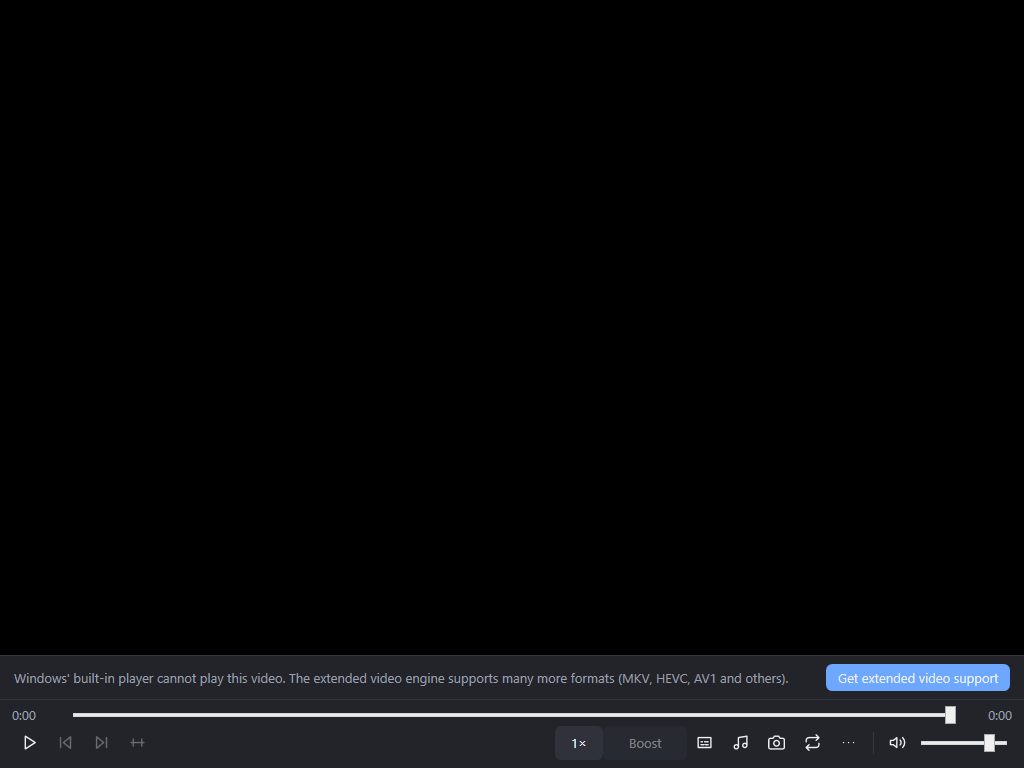 Windows' built-in player cannot play this video. The extended video engine supports many more formats (MKV, HEVC, AV1 and others).
Get extended video support
0:00
0:00
1×
Boost